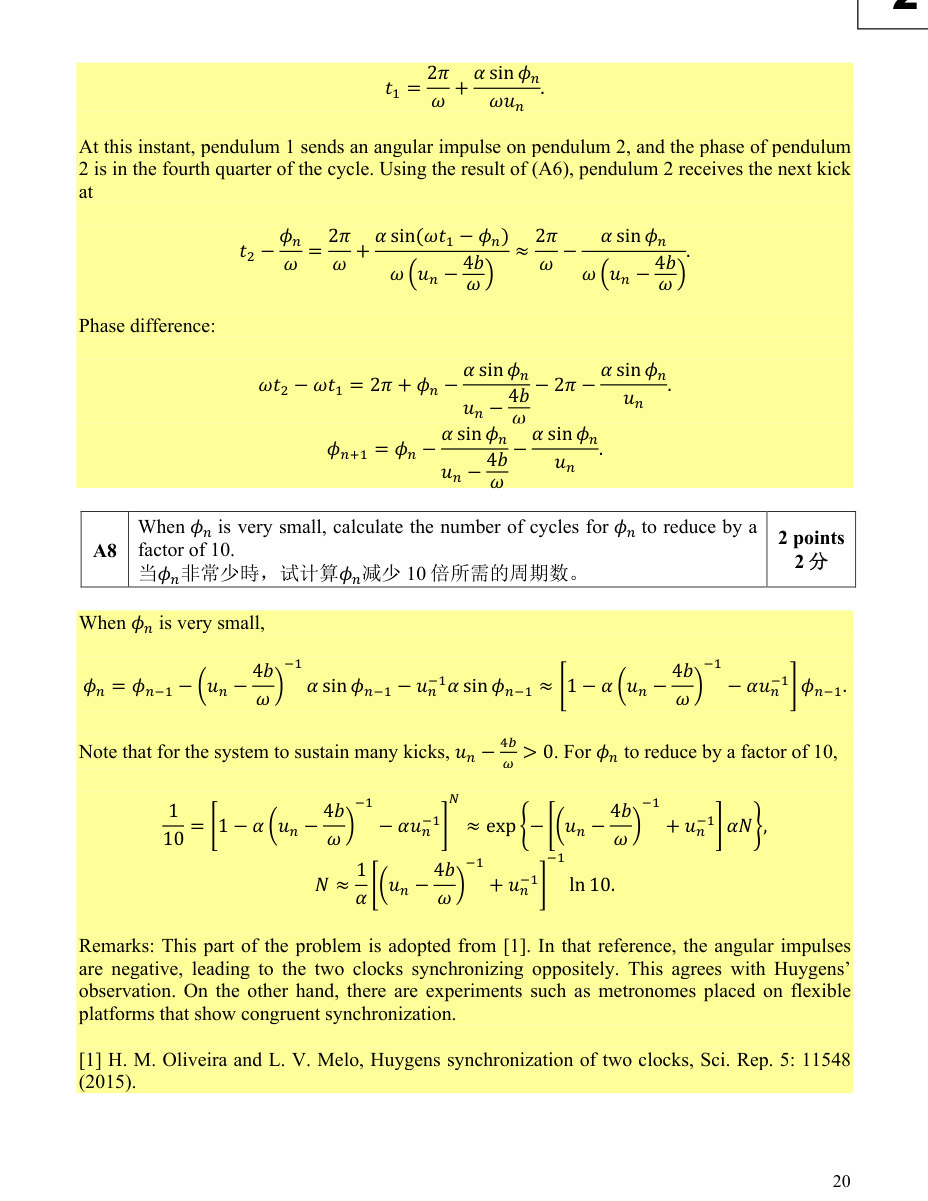 2
t₁ = 2π/ω + α sin ϕₙ/(ωuₙ).
At this instant, pendulum 1 sends an angular impulse on pendulum 2, and the phase of pendulum
2 is in the fourth quarter of the cycle. Using the result of (A6), pendulum 2 receives the next kick
at
t₂ − ϕₙ/ω = 2π/ω + α sin(ωt₁ − ϕₙ)/(ω(uₙ − 4b/ω)) ≈ 2π/ω − α sin ϕₙ/(ω(uₙ − 4b/ω)).
Phase difference:
ωt₂ − ωt₁ = 2π + ϕₙ − α sin ϕₙ/(uₙ − 4b/ω) − 2π − α sin ϕₙ/uₙ.
ϕₙ₊₁ = ϕₙ − α sin ϕₙ/(uₙ − 4b/ω) − α sin ϕₙ/uₙ.
A8
When ϕₙ is very small, calculate the number of cycles for ϕₙ to reduce by a
factor of 10.
当ϕₙ非常少時，试计算ϕₙ减少 10 倍所需的周期数。
2 points
2 分
When ϕₙ is very small,
ϕₙ = ϕₙ₋₁ − (uₙ − 4b/ω)⁻¹ α sin ϕₙ₋₁ − uₙ⁻¹α sin ϕₙ₋₁ ≈ [1 − α(uₙ − 4b/ω)⁻¹ − αuₙ⁻¹] ϕₙ₋₁.
Note that for the system to sustain many kicks, uₙ − 4b/ω > 0. For ϕₙ to reduce by a factor of 10,
1/10 = [1 − α(uₙ − 4b/ω)⁻¹ − αuₙ⁻¹]ᴺ ≈ exp{−[(uₙ − 4b/ω)⁻¹ + uₙ⁻¹] αN},
N ≈ 1/α [(uₙ − 4b/ω)⁻¹ + uₙ⁻¹]⁻¹ ln 10.
Remarks: This part of the problem is adopted from [1]. In that reference, the angular impulses
are negative, leading to the two clocks synchronizing oppositely. This agrees with Huygens’
observation. On the other hand, there are experiments such as metronomes placed on flexible
platforms that show congruent synchronization.
[1] H. M. Oliveira and L. V. Melo, Huygens synchronization of two clocks, Sci. Rep. 5: 11548
(2015).
20